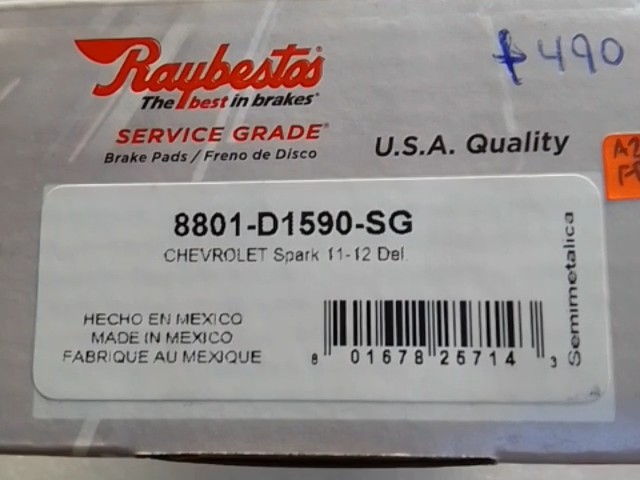 Raybestos
The best in brakes®
$490
SERVICE GRADE®
Brake Pads / Freno de Disco
U.S.A. Quality
8801-D1590-SG
CHEVROLET Spark 11-12 Del.
HECHO EN MEXICO
MADE IN MEXICO
FABRIQUE AU MEXIQUE
8 01678 25714 3
Semimetalica